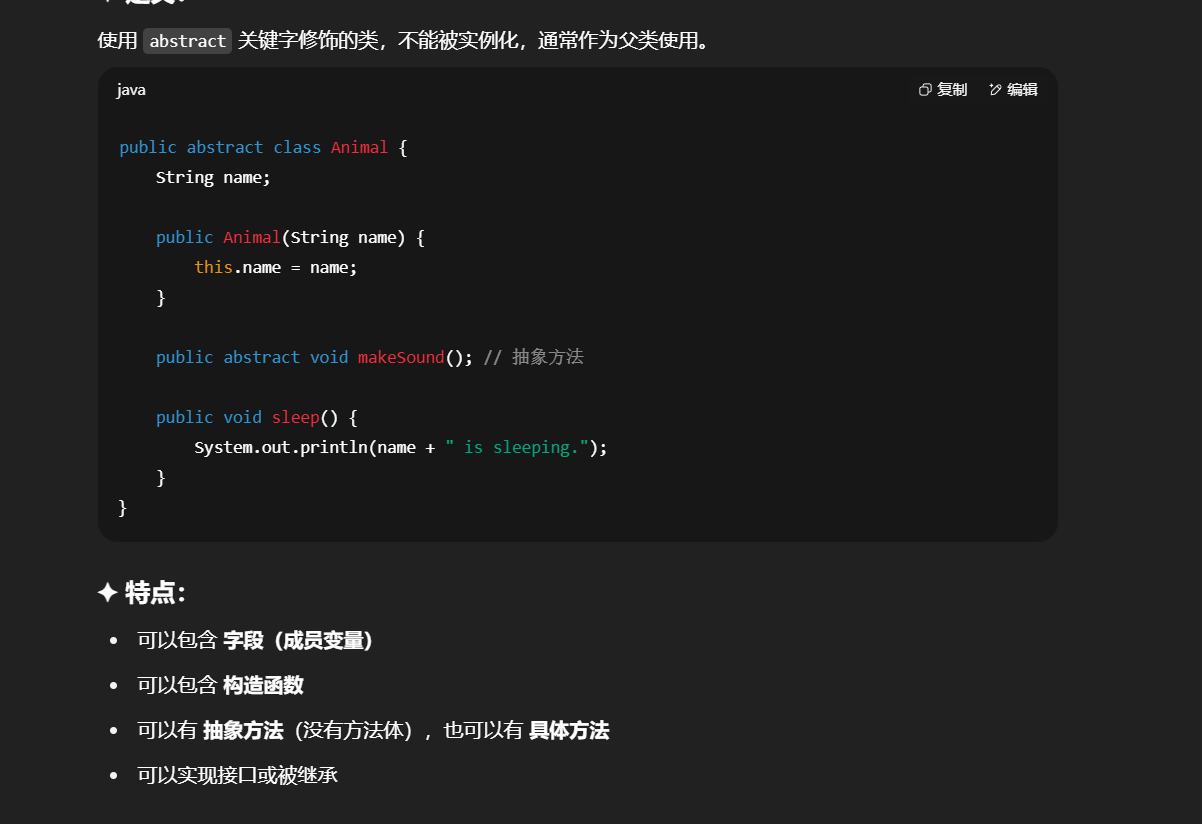 使用 abstract 关键字修饰的类，不能被实例化，通常作为父类使用。
java 复制 编辑
public abstract class Animal {
    String name;
    public Animal(String name) {
        this.name = name;
    }
    public abstract void makeSound(); // 抽象方法
    public void sleep() {
        System.out.println(name + " is sleeping.");
    }
}
✦ 特点：
• 可以包含 字段（成员变量）
• 可以包含 构造函数
• 可以有 抽象方法（没有方法体），也可以有 具体方法
• 可以实现接口或被继承